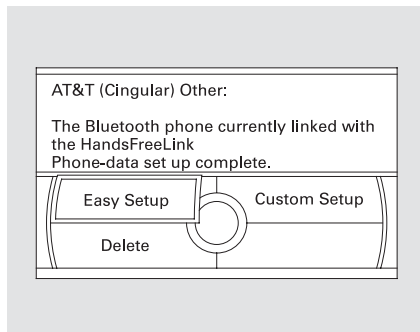 AT&T (Cingular) Other:
The Bluetooth phone currently linked with
the HandsFreeLink
Phone-data set up complete.
Easy Setup
Custom Setup
Delete